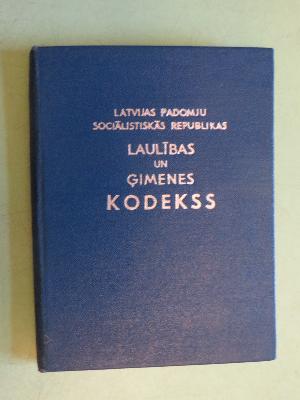 LATVIJAS PADOMJU
SOCIĀLISTISKĀS REPUBLIKAS
LAULĪBAS
UN
ĢIMENES
KODEKSS